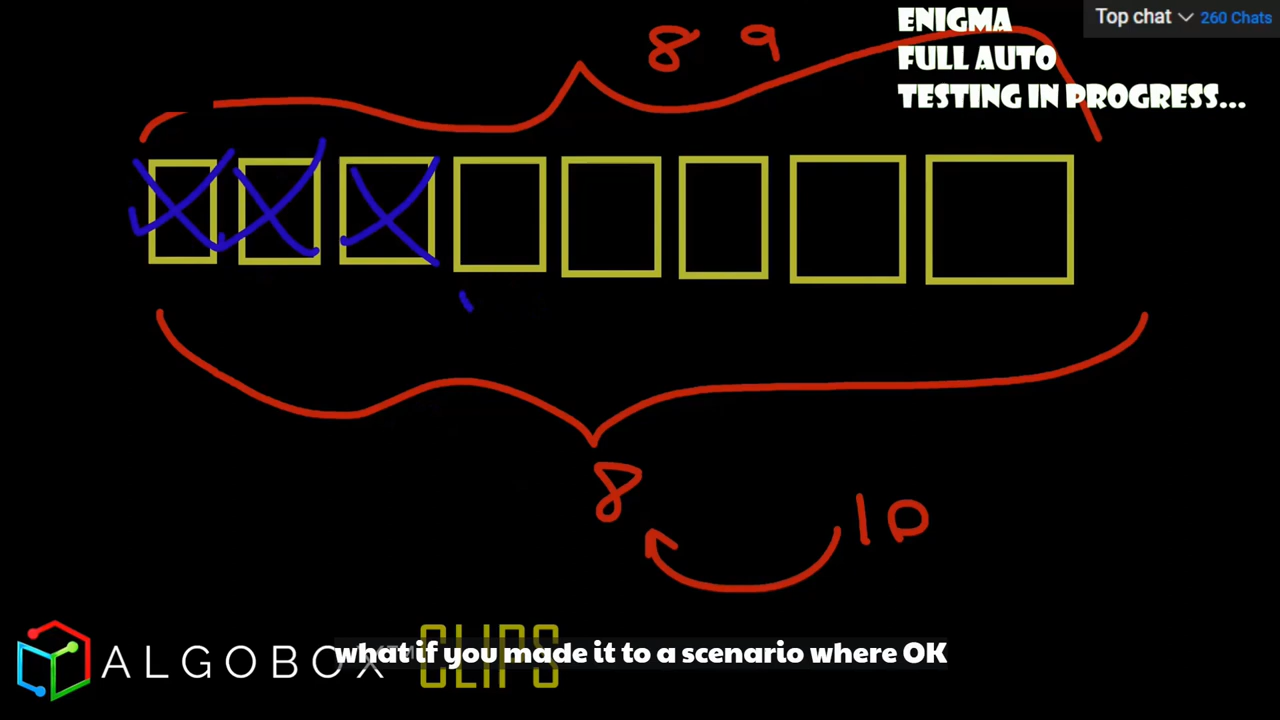 Top chat 260 Chats
ENIGMA
FULL AUTO
TESTING IN PROGRESS...
8 9
8
10
ALGOBOX™ CLIPS
what if you made it to a scenario where OK